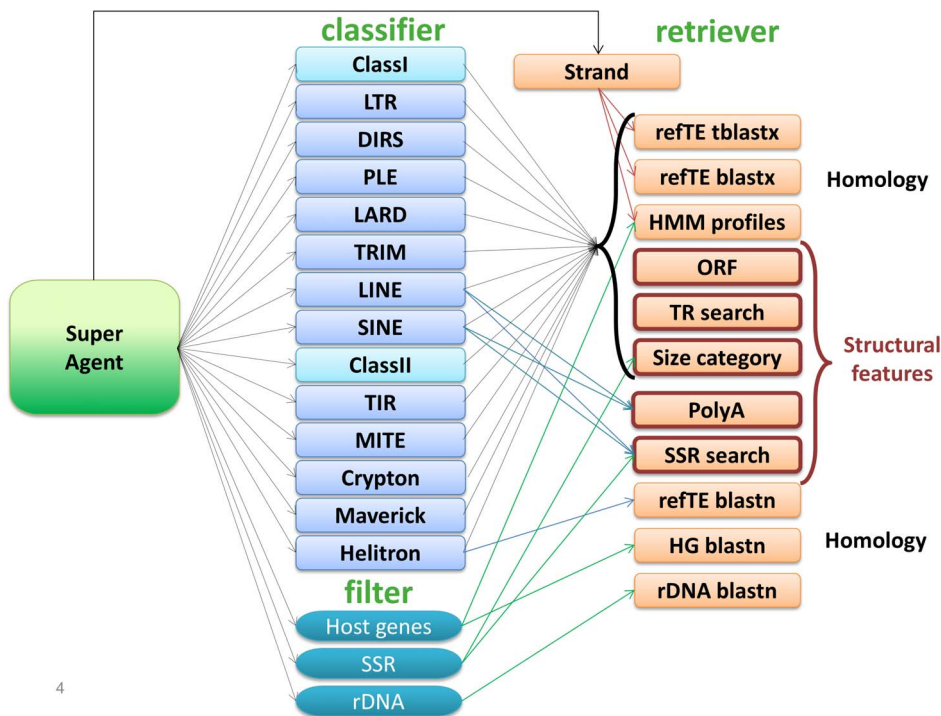 classifier
retriever
ClassI
Strand
LTR
DIRS
PLE
LARD
TRIM
LINE
SINE
ClassII
TIR
MITE
Crypton
Maverick
Helitron
Super
Agent
filter
Host genes
SSR
rDNA
refTE tblastx
refTE blastx
HMM profiles
Homology
ORF
TR search
Size category
PolyA
SSR search
Structural
features
refTE blastn
HG blastn
rDNA blastn
Homology
4